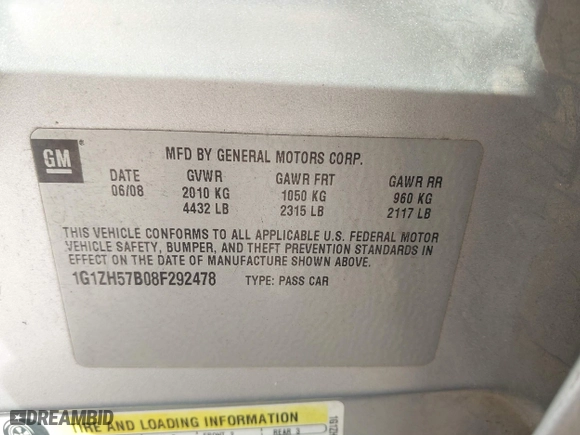 GM
MFD BY GENERAL MOTORS CORP.
DATE GVWR GAWR FRT GAWR RR
06/08 2010 KG 1050 KG 960 KG
4432 LB 2315 LB 2117 LB
THIS VEHICLE CONFORMS TO ALL APPLICABLE U.S. FEDERAL MOTOR
VEHICLE SAFETY, BUMPER, AND THEFT PREVENTION STANDARDS IN
EFFECT ON THE DATE OF MANUFACTURE SHOWN ABOVE.
1G1ZH57B08F292478 TYPE: PASS CAR
TIRE AND LOADING INFORMATION
DREAMBID